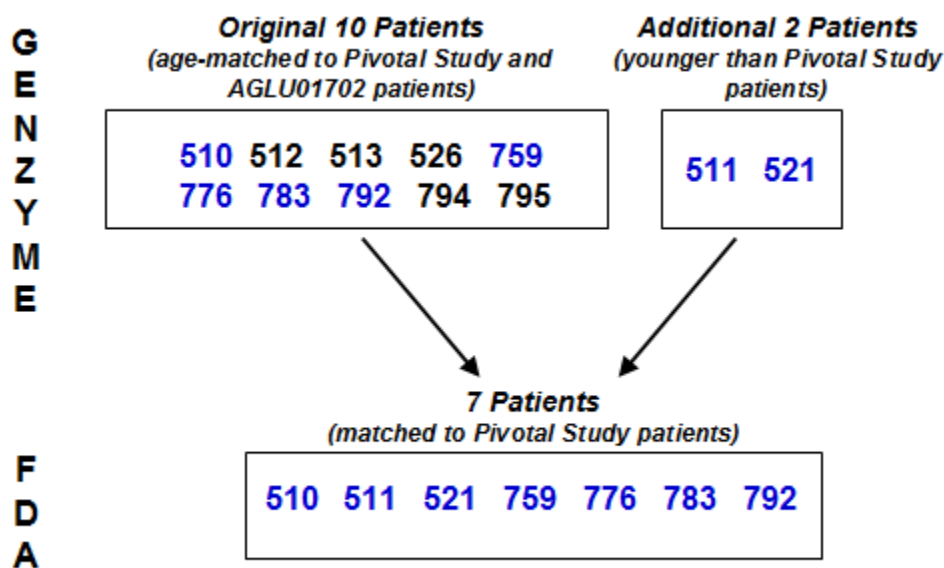 GENZYME
Original 10 Patients
(age-matched to Pivotal Study and
AGLU01702 patients)
510 512 513 526 759
776 783 792 794 795
Additional 2 Patients
(younger than Pivotal Study
patients)
511 521
FDA
7 Patients
(matched to Pivotal Study patients)
510 511 521 759 776 783 792